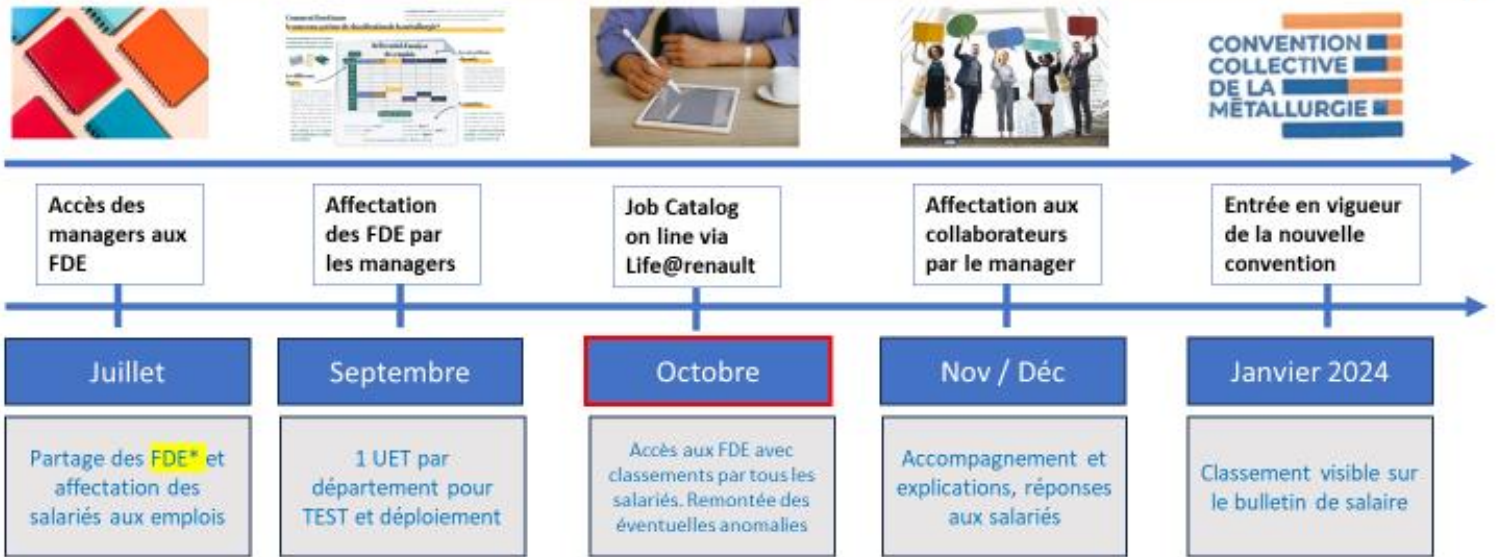 Référentiel d'analyse
des emplois
CONVENTION
COLLECTIVE
DE LA
MÉTALLURGIE
Accès des
managers aux
FDE
Affectation
des FDE par
les managers
Job Catalog
on line via
Life@renault
Affectation aux
collaborateurs
par le manager
Entrée en vigueur
de la nouvelle
convention
Juillet
Septembre
Octobre
Nov / Déc
Janvier 2024
Partage des FDE* et
affectation des
salariés aux emplois
1 UET par
département pour
TEST et déploiement
Accès aux FDE avec
classements par tous les
salariés. Remontée des
éventuelles anomalies
Accompagnement et
explications, réponses
aux salariés
Classement visible sur
le bulletin de salaire